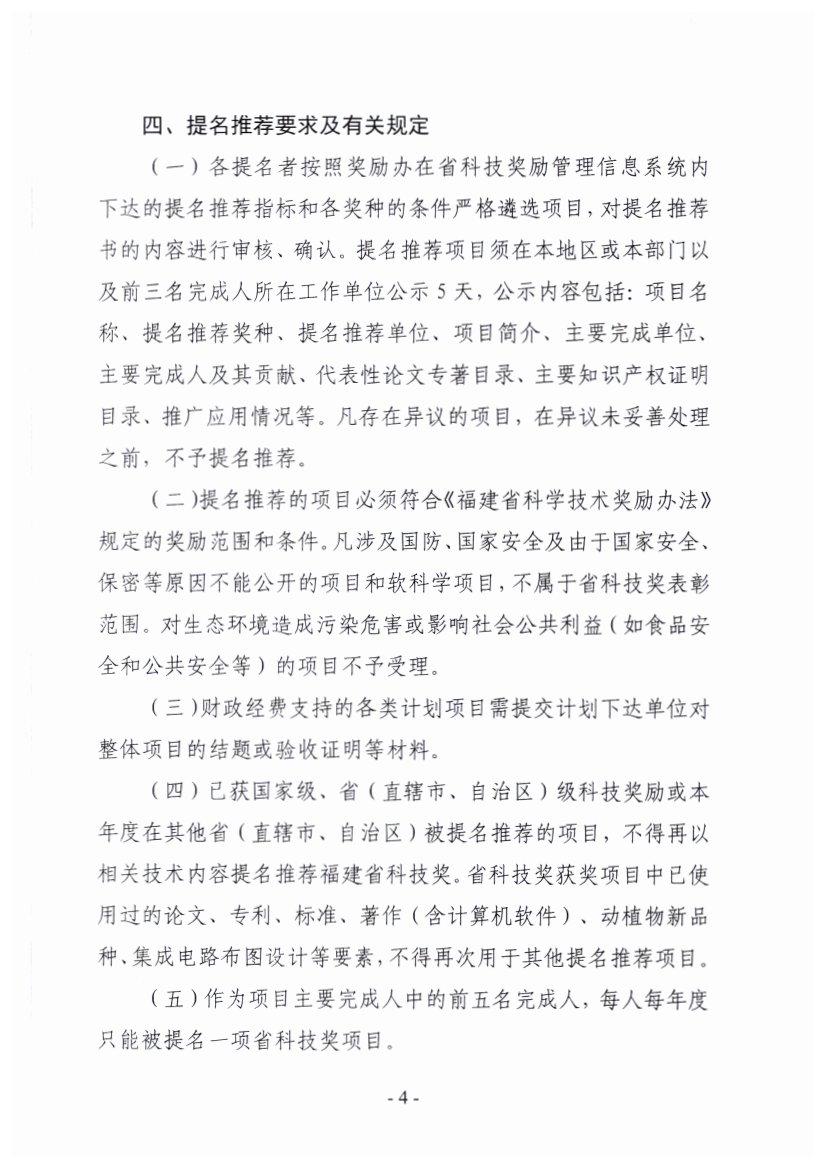 四、提名推荐要求及有关规定
（一）各提名者按照奖励办在省科技奖励管理信息系统内
下达的提名推荐指标和各奖种的条件严格遴选项目，对提名推荐
书的内容进行审核、确认。提名推荐项目须在本地区或本部门以
及前三名完成人所在工作单位公示 5 天，公示内容包括：项目名
称、提名推荐奖种、提名推荐单位、项目简介、主要完成单位、
主要完成人及其贡献、代表性论文专著目录、主要知识产权证明
目录、推广应用情况等。凡存在异议的项目，在异议未妥善处理
之前，不予提名推荐。
（二）提名推荐的项目必须符合《福建省科学技术奖励办法》
规定的奖励范围和条件。凡涉及国防、国家安全及由于国家安全、
保密等原因不能公开的项目和软科学项目，不属于省科技奖表彰
范围。对生态环境造成污染危害或影响社会公共利益（如食品安
全和公共安全等）的项目不予受理。
（三）财政经费支持的各类计划项目需提交计划下达单位对
整体项目的结题或验收证明等材料。
（四）已获国家级、省（直辖市、自治区）级科技奖励或本
年度在其他省（直辖市、自治区）被提名推荐的项目，不得再以
相关技术内容提名推荐福建省科技奖。省科技奖获奖项目中已使
用过的论文、专利、标准、著作（含计算机软件）、动植物新品
种、集成电路布图设计等要素，不得再次用于其他提名推荐项目。
（五）作为项目主要完成人中的前五名完成人，每人每年度
只能被提名一项省科技奖项目。
- 4 -